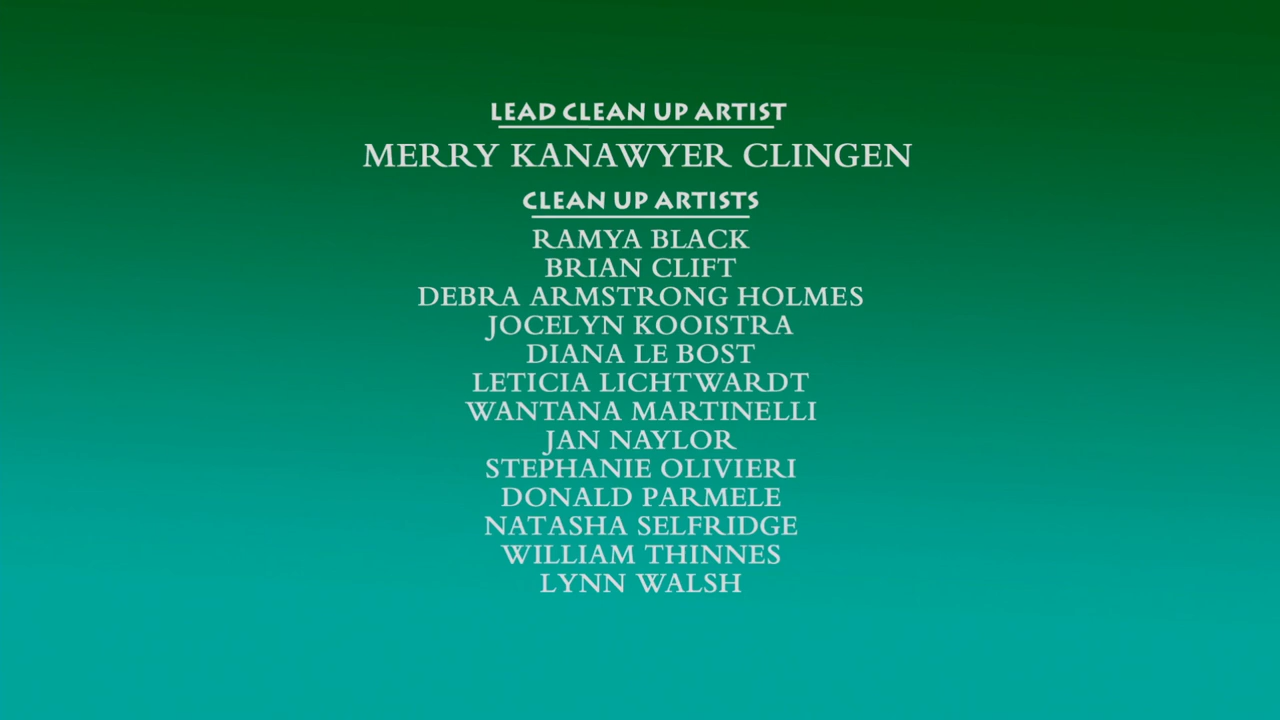 LEAD CLEAN UP ARTIST
MERRY KANAWYER CLINGEN
CLEAN UP ARTISTS
RAMYA BLACK
BRIAN CLIFT
DEBRA ARMSTRONG HOLMES
JOCELYN KOOISTRA
DIANA LE BOST
LETICIA LICHTWARDT
WANTANA MARTINELLI
JAN NAYLOR
STEPHANIE OLIVIERI
DONALD PARMELE
NATASHA SELFRIDGE
WILLIAM THINNES
LYNN WALSH